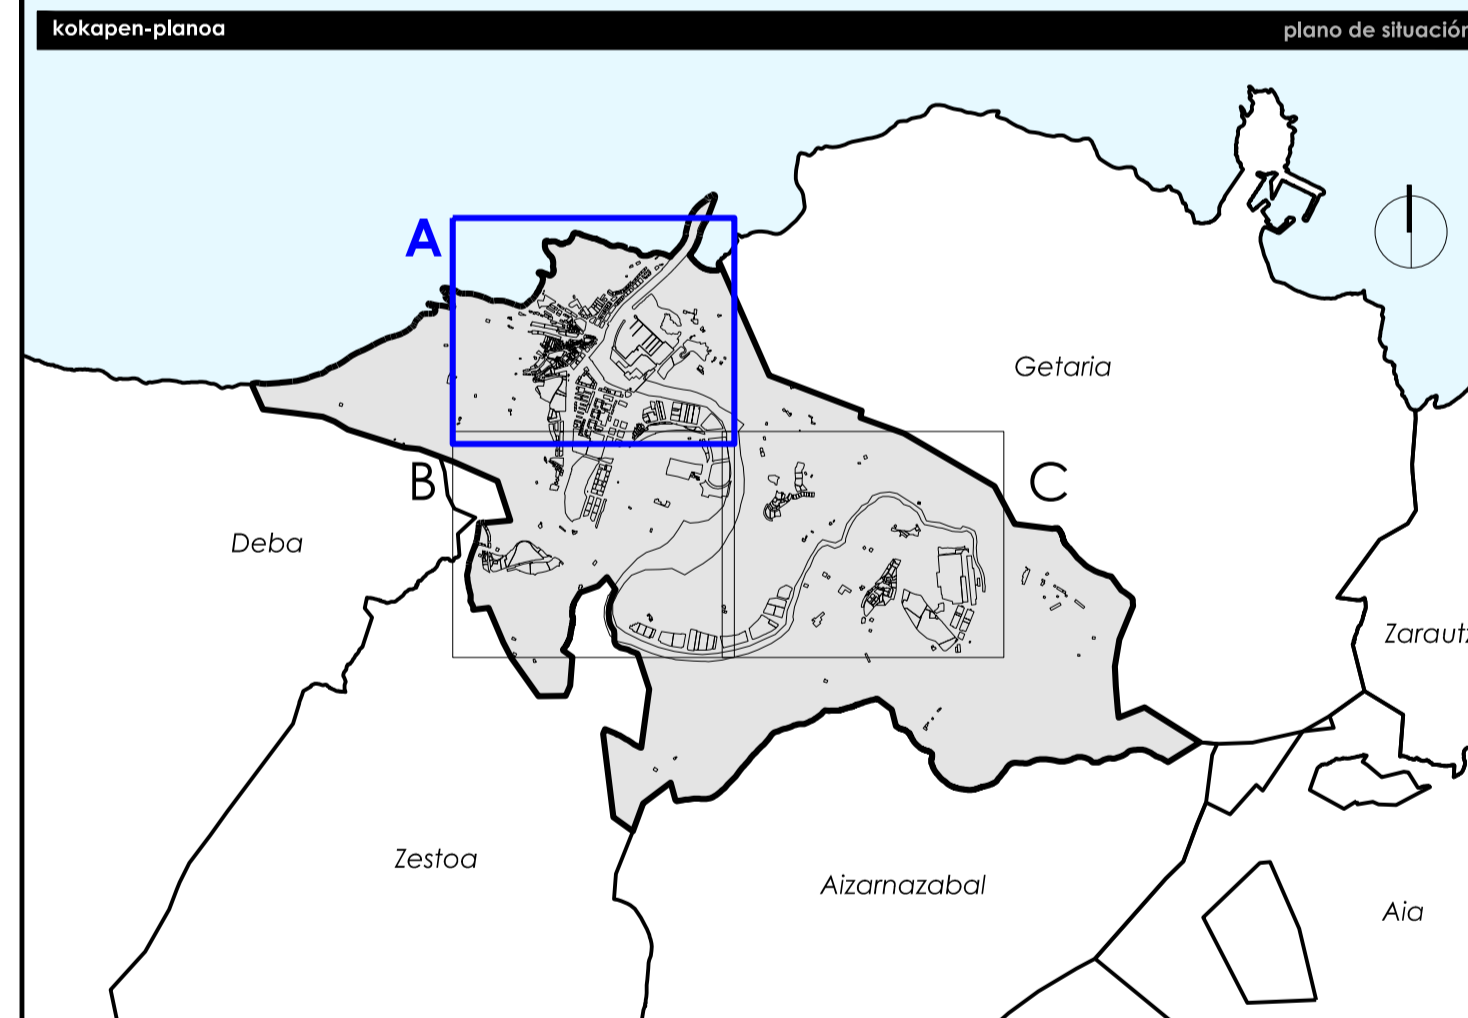 kokapen-planoa
plano de situación
A
Getaria
B
C
Deba
Zarautz
Zestoa
Aizarnazabal
Aia